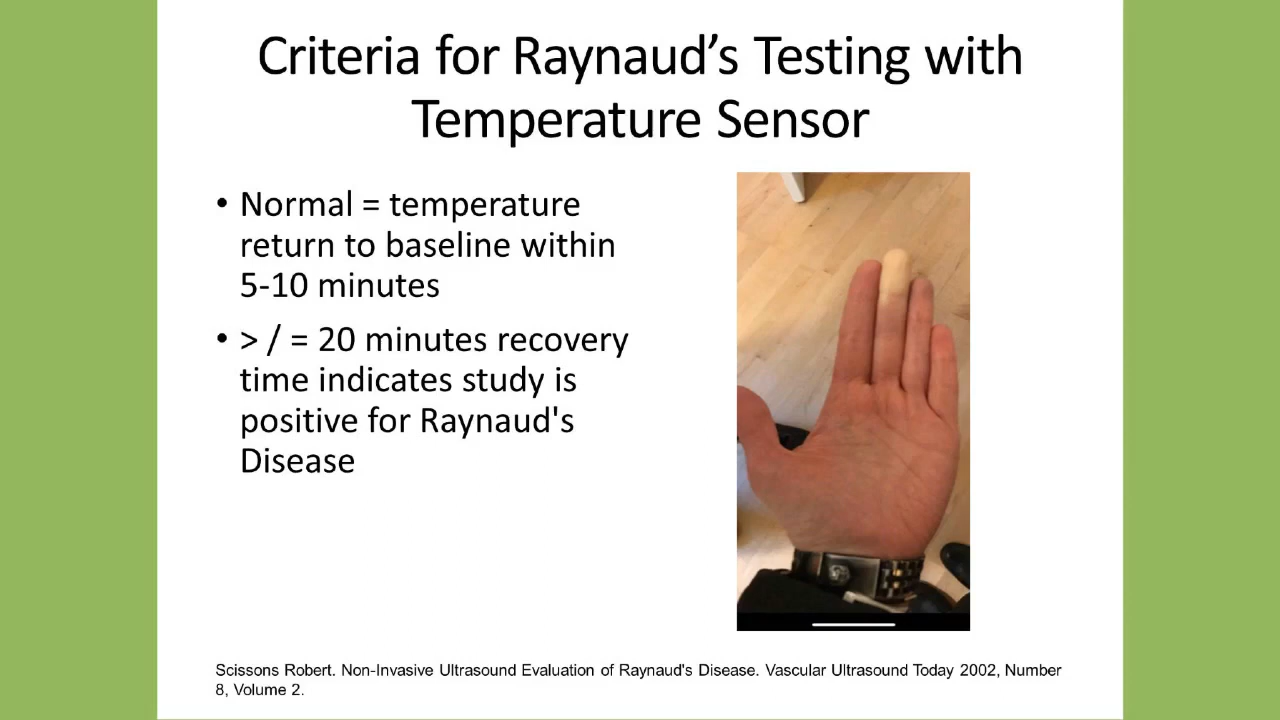 Criteria for Raynaud’s Testing with
Temperature Sensor
• Normal = temperature
return to baseline within
5-10 minutes
• > / = 20 minutes recovery
time indicates study is
positive for Raynaud's
Disease
Scissons Robert. Non-Invasive Ultrasound Evaluation of Raynaud's Disease. Vascular Ultrasound Today 2002, Number
8, Volume 2.